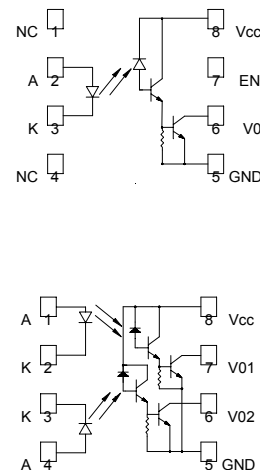 NC 1 8 Vcc
A 2 7 EN
K 3 6 V0
NC 4 5 GND
A 1 8 Vcc
K 2 7 V01
K 3 6 V02
A 4 5 GND